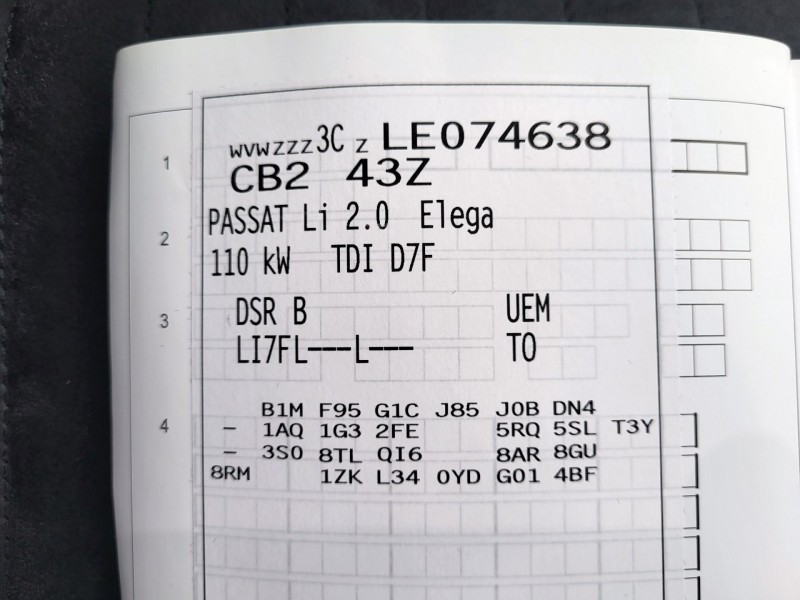 1
WVWZZZ3C Z LE074638
CB2 43Z
PASSAT Li 2.0 Elega
2
110 kW TDI D7F
3
DSR B UEM
LI7FL---L--- TO
B1M F95 G1C J85 J0B DN4
4
- 1AQ 1G3 2FE 5RQ 5SL T3Y
- 3S0 8TL QI6 8AR 8GU
8RM 1ZK L34 0YD G01 4BF